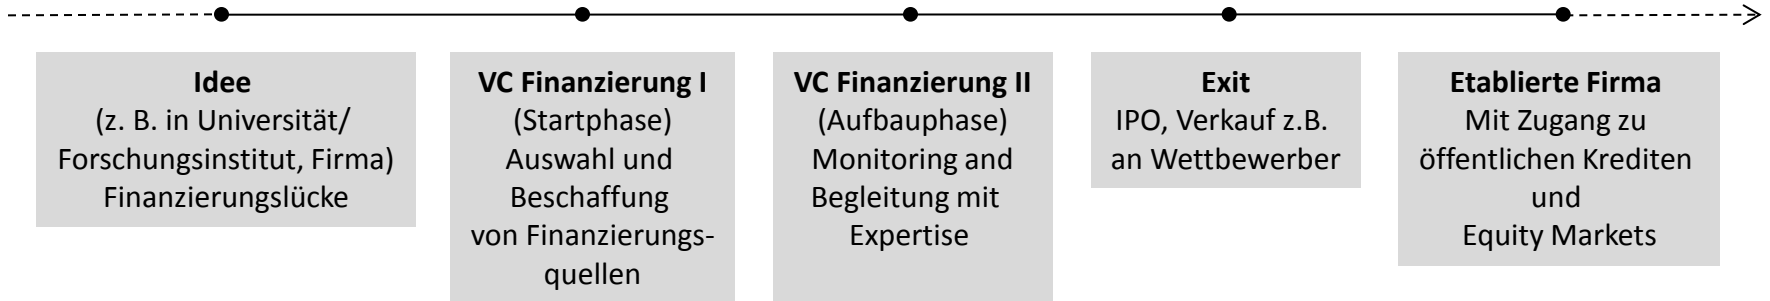 Idee
(z. B. in Universität/
Forschungsinstitut, Firma)
Finanzierungslücke
VC Finanzierung I
(Startphase)
Auswahl und
Beschaffung
von Finanzierungs-
quellen
VC Finanzierung II
(Aufbauphase)
Monitoring and
Begleitung mit
Expertise
Exit
IPO, Verkauf z.B.
an Wettbewerber
Etablierte Firma
Mit Zugang zu
öffentlichen Krediten
und
Equity Markets